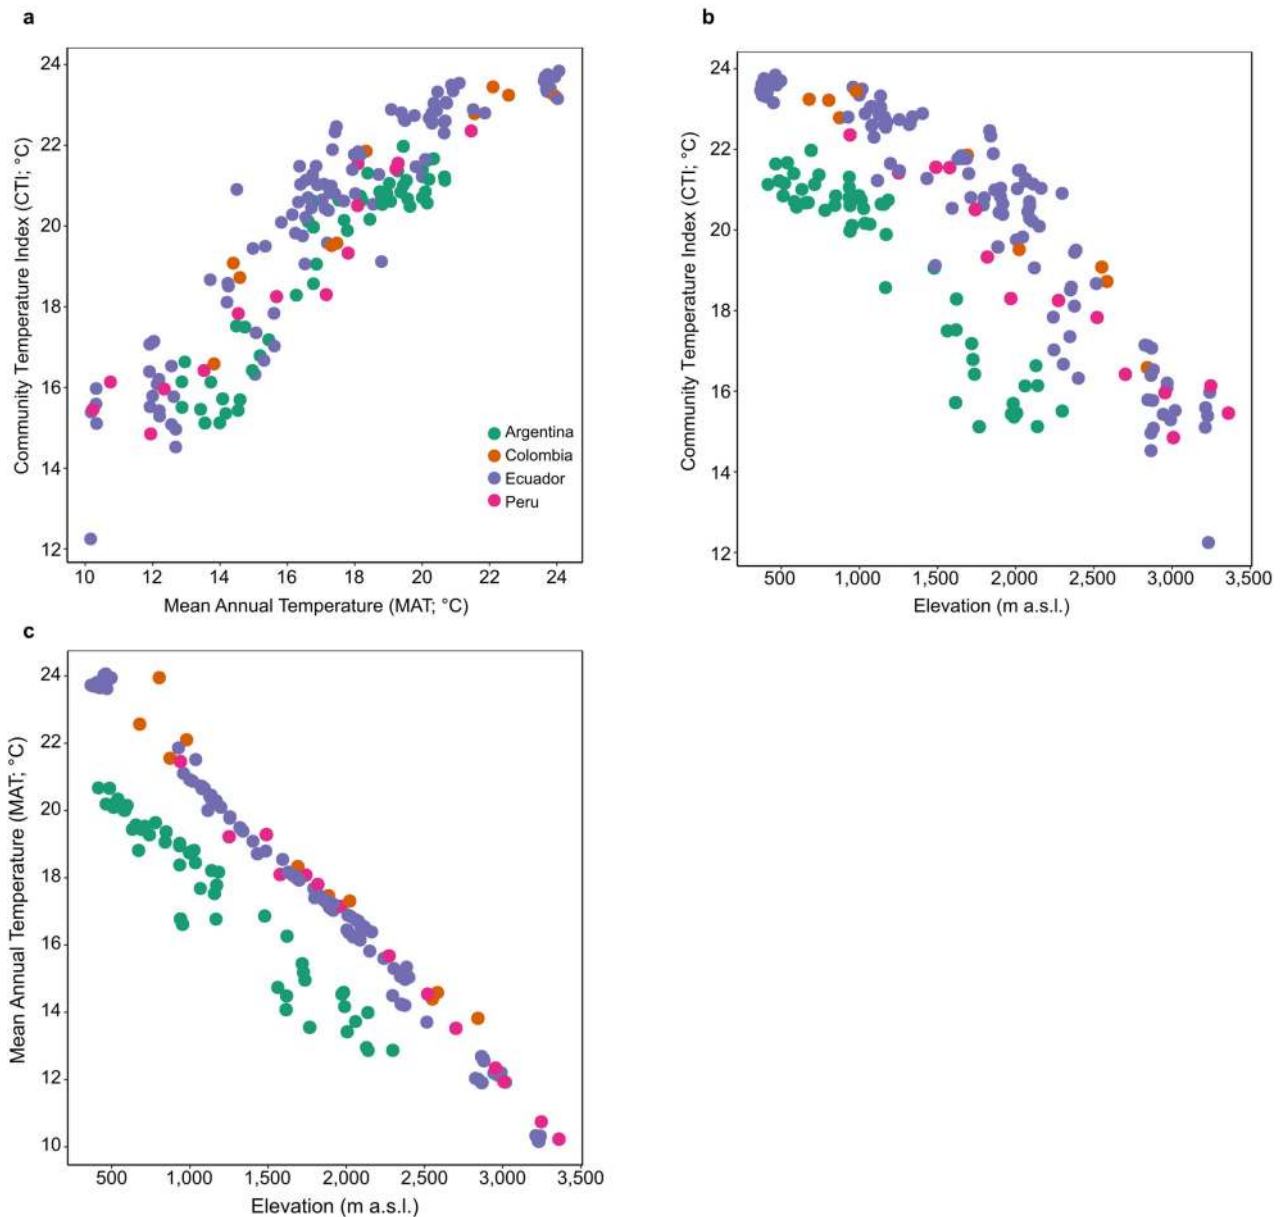 a
Community Temperature Index (CTI; °C)
24
22
20
18
16
14
12
10 12 14 16 18 20 22 24
Mean Annual Temperature (MAT; °C)
Argentina
Colombia
Ecuador
Peru
b
Community Temperature Index (CTI; °C)
24
22
20
18
16
14
12
500 1,000 1,500 2,000 2,500 3,000 3,500
Elevation (m a.s.l.)
c
Mean Annual Temperature (MAT; °C)
24
22
20
18
16
14
12
10
500 1,000 1,500 2,000 2,500 3,000 3,500
Elevation (m a.s.l.)